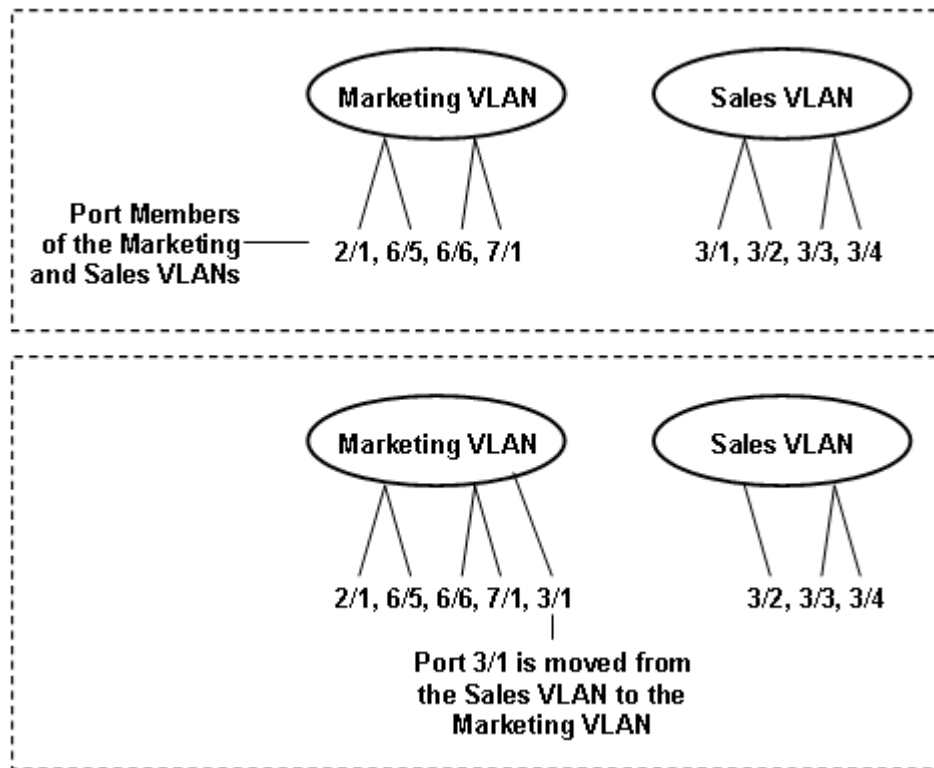 Marketing VLAN
Sales VLAN
Port Members
of the Marketing
and Sales VLANs
2/1, 6/5, 6/6, 7/1
3/1, 3/2, 3/3, 3/4
Marketing VLAN
Sales VLAN
2/1, 6/5, 6/6, 7/1, 3/1
3/2, 3/3, 3/4
Port 3/1 is moved from
the Sales VLAN to the
Marketing VLAN